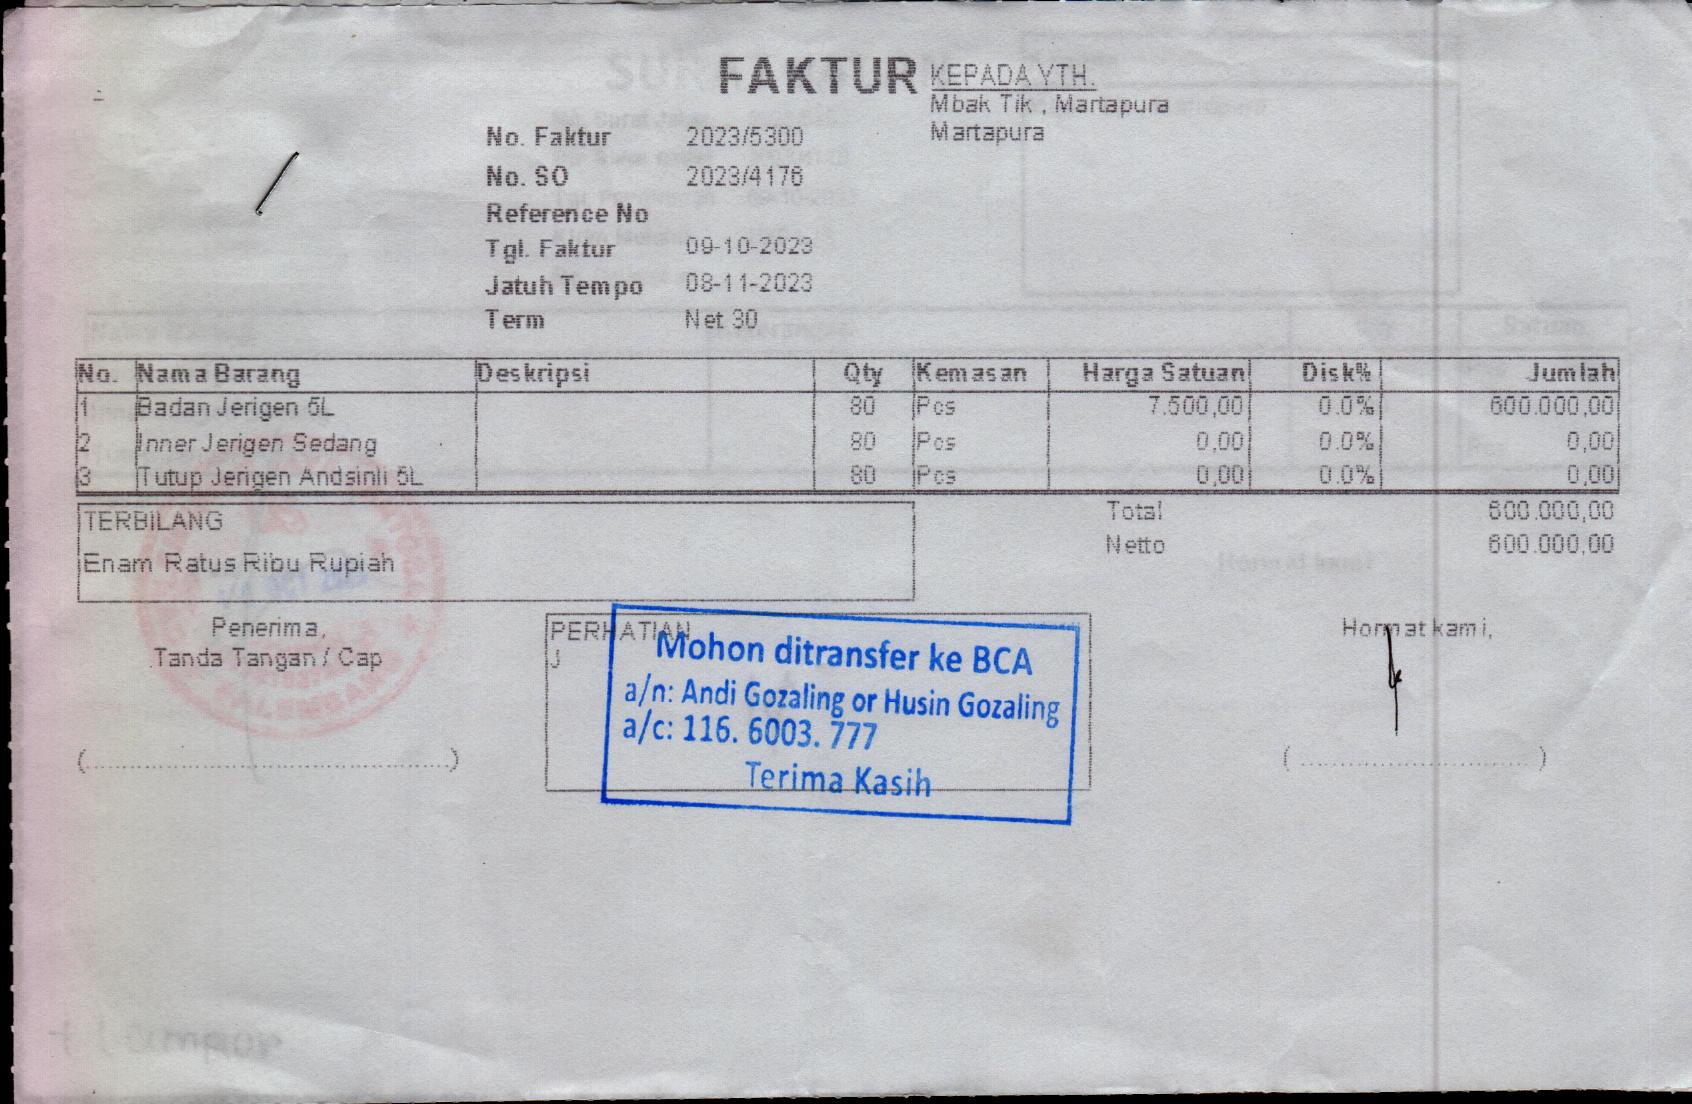 FAKTUR
KEPADA YTH.
Mbak Tik , Martapura
Martapura
No. Faktur 2023/5300
No. SO 2023/4176
Reference No
Tgl. Faktur 09-10-2023
Jatuh Tempo 08-11-2023
Term Net 30
No. Nama Barang Deskripsi Qty Kemasan Harga Satuan Disk% Jumlah
1 Badan Jerigen 5L 80 Pcs 7.500,00 0.0% 600.000,00
2 Inner Jerigen Sedang 80 Pcs 0,00 0.0% 0,00
3 Tutup Jerigen Andsinli 5L 80 Pcs 0,00 0.0% 0,00
TERBILANG
Enam Ratus Ribu Rupiah
Total 600.000,00
Netto 600.000,00
Penerima,
Tanda Tangan / Cap
(......................................................)
PERHATIAN
J
Mohon ditransfer ke BCA
a/n: Andi Gozaling or Husin Gozaling
a/c: 116. 6003. 777
Terima Kasih
Hormat kami,
(..................................)